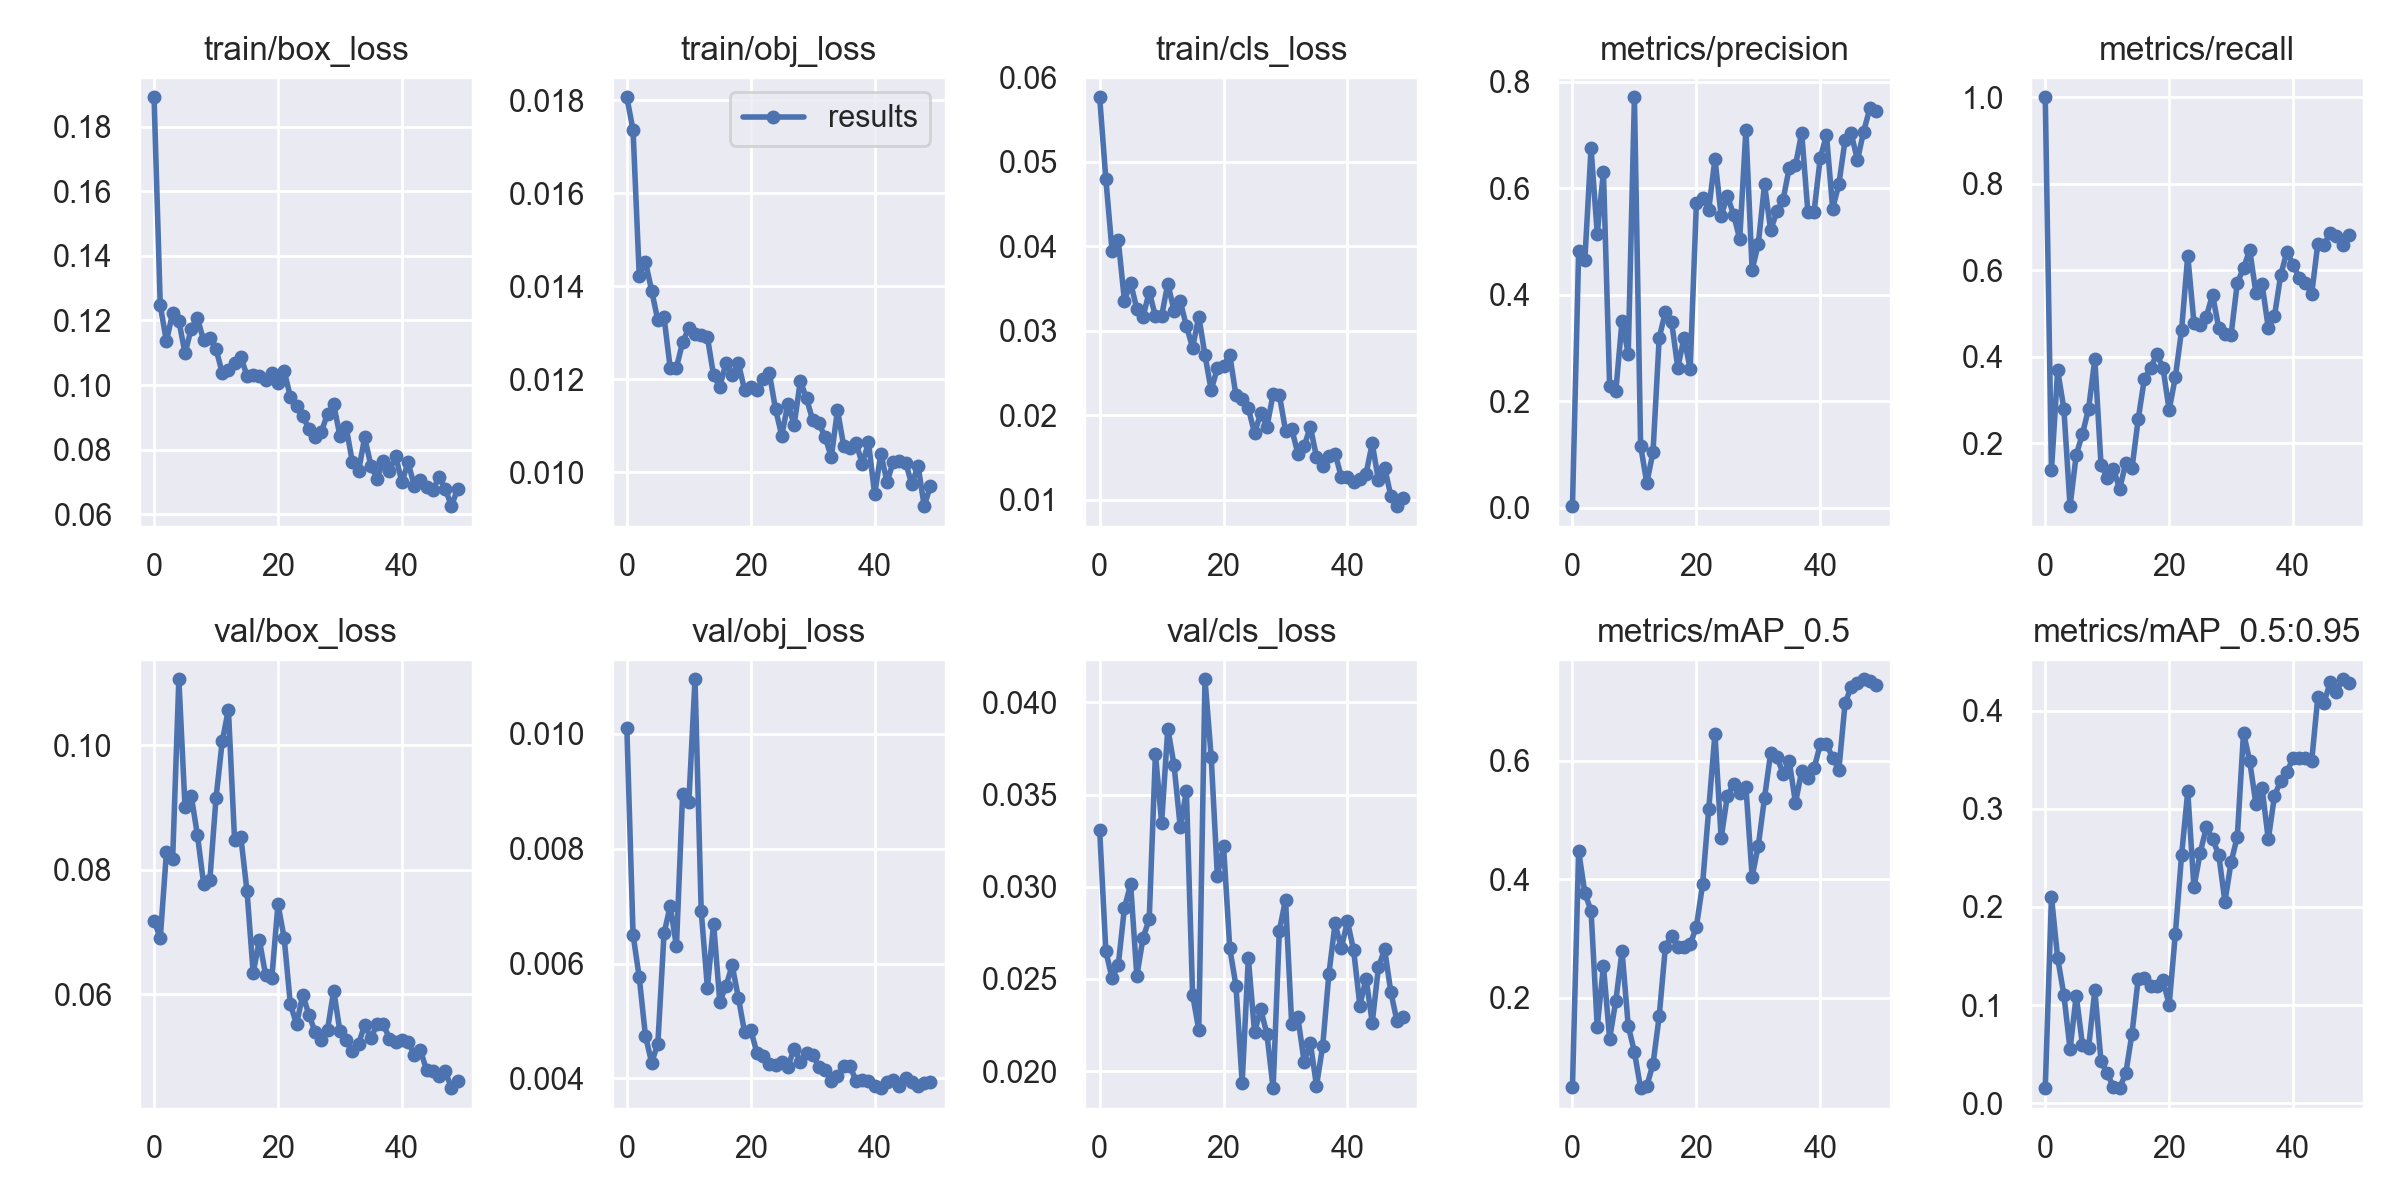 train/box_loss
0.18
0.16
0.14
0.12
0.10
0.08
0.06
0 20 40
train/obj_loss
results
0.018
0.016
0.014
0.012
0.010
0 20 40
train/cls_loss
0.06
0.05
0.04
0.03
0.02
0.01
0 20 40
metrics/precision
0.8
0.6
0.4
0.2
0.0
0 20 40
metrics/recall
1.0
0.8
0.6
0.4
0.2
0 20 40
val/box_loss
0.10
0.08
0.06
0 20 40
val/obj_loss
0.010
0.008
0.006
0.004
0 20 40
val/cls_loss
0.040
0.035
0.030
0.025
0.020
0 20 40
metrics/mAP_0.5
0.6
0.4
0.2
0 20 40
metrics/mAP_0.5:0.95
0.4
0.3
0.2
0.1
0.0
0 20 40